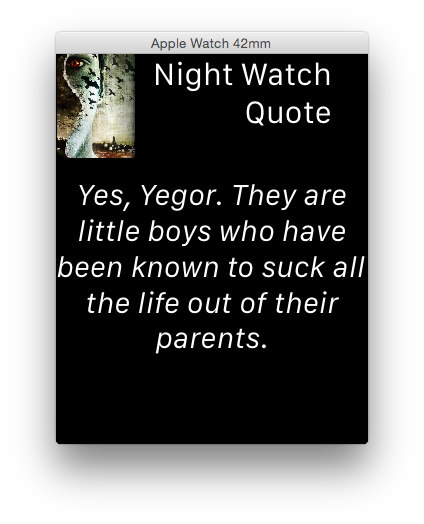 Apple Watch 42mm
Night Watch
Quote
Yes, Yegor. They are
little boys who have
been known to suck all
the life out of their
parents.